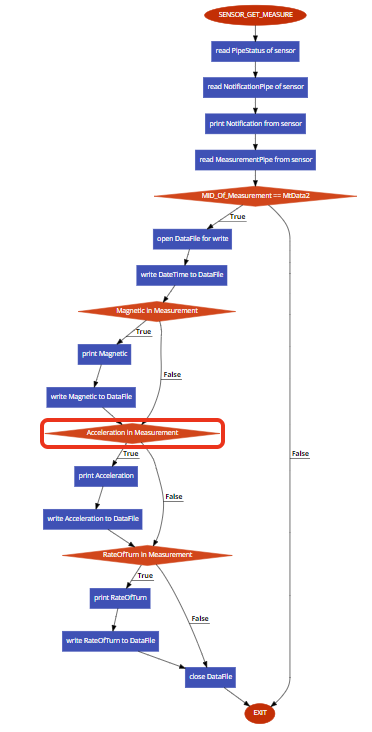 SENSOR_GET_MEASURE
read PipeStatus of sensor
read NotificationPipe of sensor
print Notification from sensor
read MeasurementPipe from sensor
MID_Of_Measurement == MtData2
True
open DataFile for write
write DateTime to DataFile
Magnetic in Measurement
True
print Magnetic
False
write Magnetic to DataFile
Acceleration in Measurement
True
False
print Acceleration
False
write Acceleration to DataFile
RateOfTurn in Measurement
True
print RateOfTurn
False
write RateOfTurn to DataFile
close DataFile
EXIT